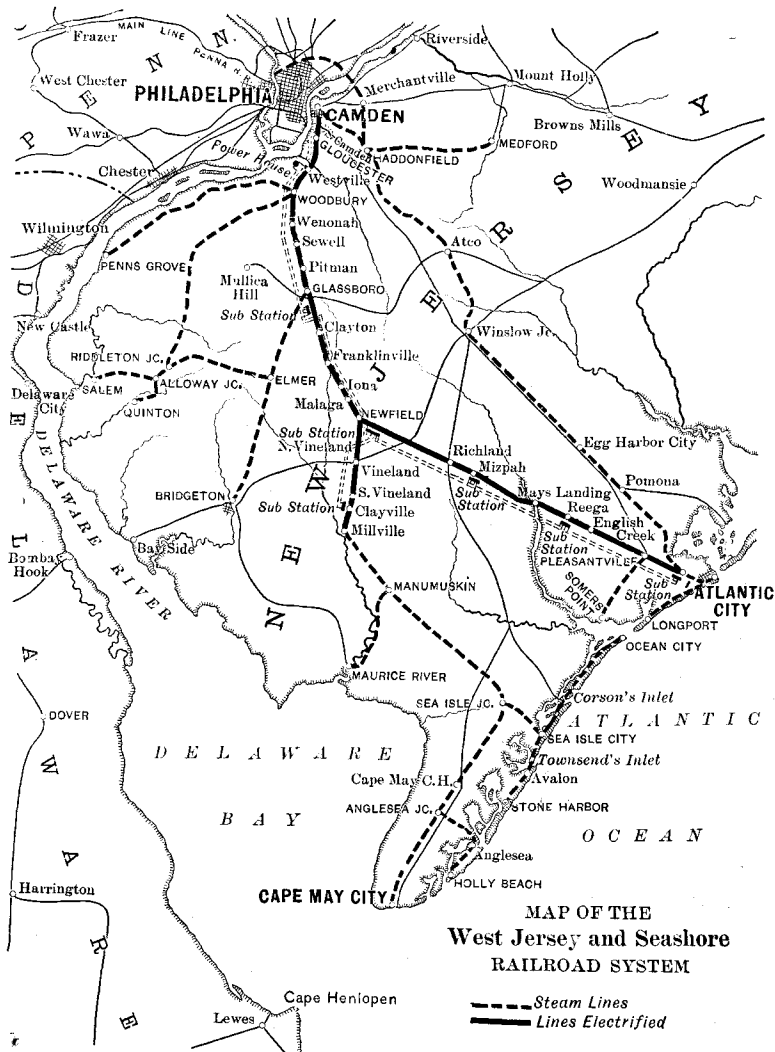 Frazer
MAIN LINE PENNA R.R.
Riverside
West Chester
PENN.
Merchantville
Mount Holly
PHILADELPHIA
CAMDEN
Browns Mills
Wawa
S. Camden
GLOUCESTER
MEDFORD
Chester
Power House
HADDONFIELD
Westville
Woodmansie
WOODBURY
Wilmington
Wenonah
Sewell
Atco
PENNS GROVE
Pitman
Mullica
Hill
GLASSBORO
Sub Station
New Castle
Clayton
Winslow Jc.
NEW JERSEY
Franklinville
RIDDLETON JC.
ELMER
Iona
Delaware
City
SALEM
ALLOWAY JC.
QUINTON
Malaga
NEWFIELD
Sub Station
N. Vineland
Egg Harbor City
Richland
Mizpah
Vineland
Pomona
BRIDGETON
S. Vineland
Sub
Station
Mays Landing
Reega
Sub Station
Clayville
English
Creek
Millville
Sub
Station
Bay Side
PLEASANTVILLE
Bombay
Hook
DELAWARE RIVER
MANUMUSKIN
SOMERS
POINT
Sub
Station
ATLANTIC
CITY
LONGPORT
OCEAN CITY
MAURICE RIVER
SEA ISLE JC.
Corson's Inlet
DOVER
ATLANTIC
SEA ISLE CITY
DELAWARE
Townsend's Inlet
Cape May C.H.
Avalon
ANGLESEA JC.
STONE HARBOR
BAY
OCEAN
Anglesea
Harrington
CAPE MAY CITY
HOLLY BEACH
DELAWARE
MAP OF THE
West Jersey and Seashore
RAILROAD SYSTEM
Cape Henlopen
Steam Lines
Lewes
Lines Electrified